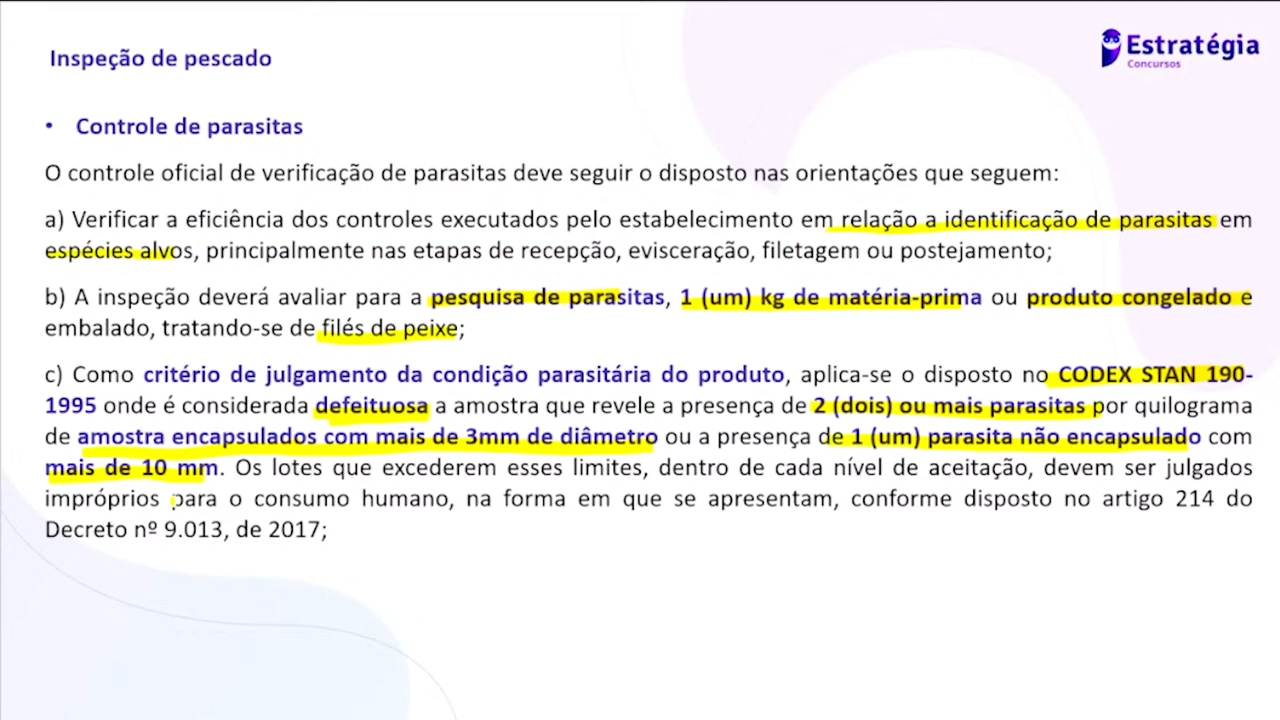 Inspeção de pescado
Estratégia
Concursos
• Controle de parasitas
O controle oficial de verificação de parasitas deve seguir o disposto nas orientações que seguem:
a) Verificar a eficiência dos controles executados pelo estabelecimento em relação a identificação de parasitas em
espécies alvos, principalmente nas etapas de recepção, evisceração, filetagem ou postejamento;
b) A inspeção deverá avaliar para a pesquisa de parasitas, 1 (um) kg de matéria-prima ou produto congelado e
embalado, tratando-se de filés de peixe;
c) Como critério de julgamento da condição parasitária do produto, aplica-se o disposto no CODEX STAN 190-
1995 onde é considerada defeituosa a amostra que revele a presença de 2 (dois) ou mais parasitas por quilograma
de amostra encapsulados com mais de 3mm de diâmetro ou a presença de 1 (um) parasita não encapsulado com
mais de 10 mm. Os lotes que excederem esses limites, dentro de cada nível de aceitação, devem ser julgados
impróprios para o consumo humano, na forma em que se apresentam, conforme disposto no artigo 214 do
Decreto nº 9.013, de 2017;